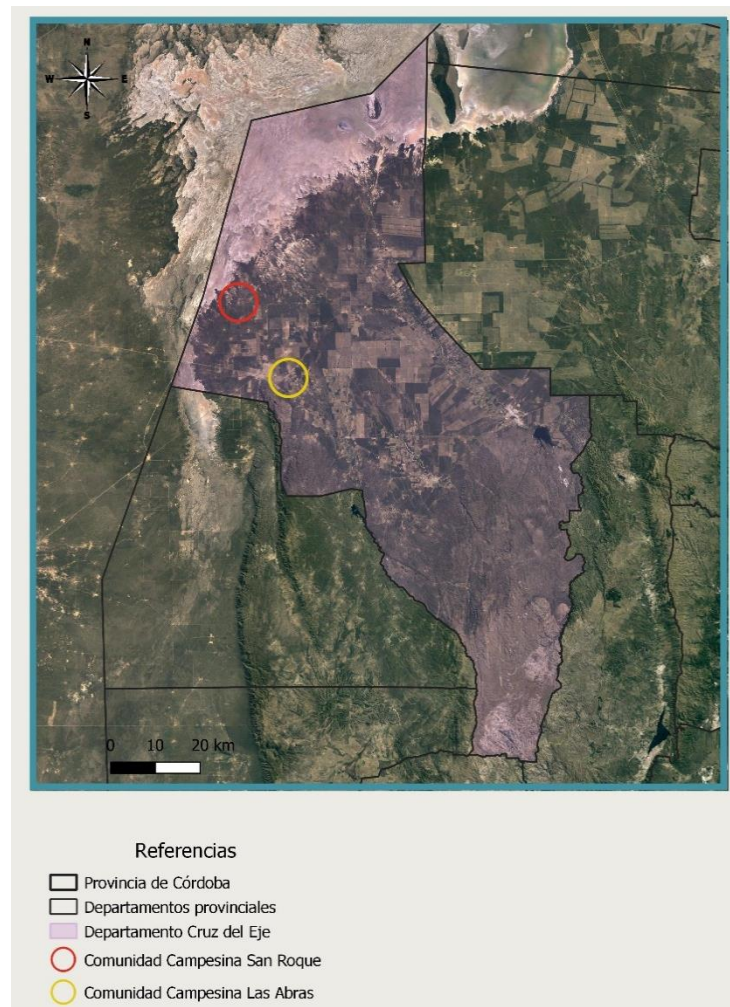 N
W E
S
0 10 20 km
Referencias
Provincia de Córdoba
Departamentos provinciales
Departamento Cruz del Eje
Comunidad Campesina San Roque
Comunidad Campesina Las Abras